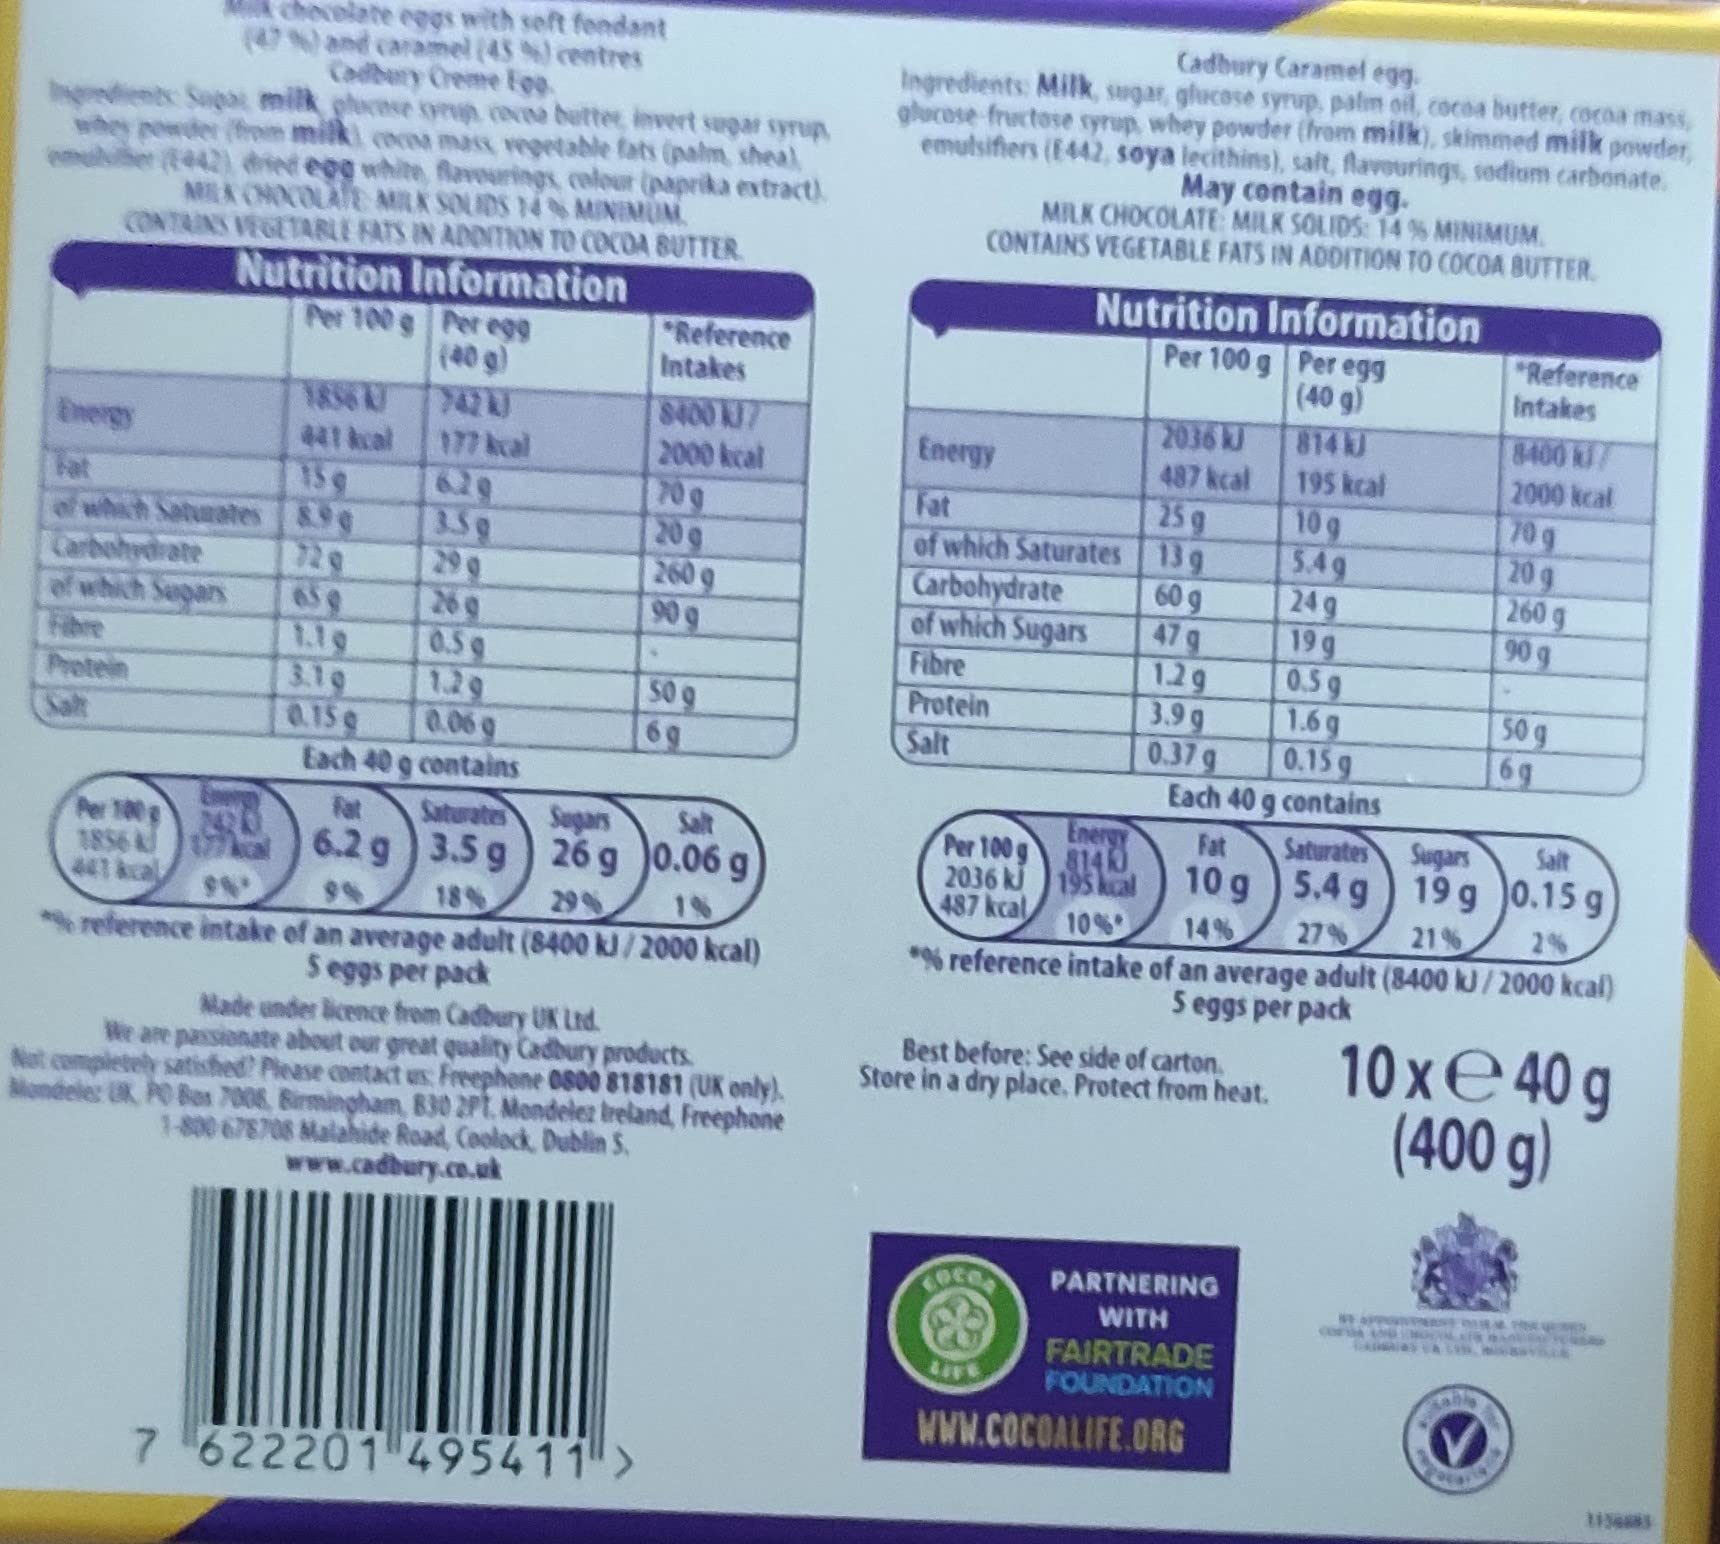 Milk chocolate eggs with soft fondant
(47 %) and caramel (45 %) centres
Cadbury Creme Egg.
Ingredients: Sugar, milk, glucose syrup, cocoa butter, invert sugar syrup,
whey powder (from milk), cocoa mass, vegetable fats (palm, shea),
emulsifier (E442), dried egg white, flavourings, colour (paprika extract).
MILK CHOCOLATE: MILK SOLIDS 14 % MINIMUM.
CONTAINS VEGETABLE FATS IN ADDITION TO COCOA BUTTER.
Nutrition Information
Per 100 g Per egg (40 g) *Reference Intakes
Energy 1856 kJ 742 kJ 8400 kJ /
441 kcal 177 kcal 2000 kcal
Fat 15 g 6.2 g 70 g
of which Saturates 8.9 g 3.5 g 20 g
Carbohydrate 72 g 29 g 260 g
of which Sugars 65 g 26 g 90 g
Fibre 1.1 g 0.5 g -
Protein 3.1 g 1.2 g 50 g
Salt 0.15 g 0.06 g 6 g
Each 40 g contains
Per 100 g 1856 kJ 441 kcal
Energy 742 kJ 177 kcal 9%*
Fat 6.2 g 9%
Saturates 3.5 g 18%
Sugars 26 g 29%
Salt 0.06 g 1%
*% reference intake of an average adult (8400 kJ / 2000 kcal)
5 eggs per pack
Made under licence from Cadbury UK Ltd.
We are passionate about our great quality Cadbury products.
Not completely satisfied? Please contact us: Freephone 0800 818181 (UK only).
Mondelez UK, PO Box 7008, Birmingham, B30 2PT. Mondelez Ireland, Freephone
1-800 678708 Malahide Road, Coolock, Dublin 5.
www.cadbury.co.uk
7 622201 495411 >
Cadbury Caramel egg.
Ingredients: Milk, sugar, glucose syrup, palm oil, cocoa butter, cocoa mass,
glucose-fructose syrup, whey powder (from milk), skimmed milk powder,
emulsifiers (E442, soya lecithins), salt, flavourings, sodium carbonate.
May contain egg.
MILK CHOCOLATE: MILK SOLIDS: 14 % MINIMUM.
CONTAINS VEGETABLE FATS IN ADDITION TO COCOA BUTTER.
Nutrition Information
Per 100 g Per egg (40 g) *Reference Intakes
Energy 2036 kJ 814 kJ 8400 kJ /
487 kcal 195 kcal 2000 kcal
Fat 25 g 10 g 70 g
of which Saturates 13 g 5.4 g 20 g
Carbohydrate 60 g 24 g 260 g
of which Sugars 47 g 19 g 90 g
Fibre 1.2 g 0.5 g -
Protein 3.9 g 1.6 g 50 g
Salt 0.37 g 0.15 g 6 g
Each 40 g contains
Per 100 g 2036 kJ 487 kcal
Energy 814 kJ 195 kcal 10%*
Fat 10 g 14%
Saturates 5.4 g 27%
Sugars 19 g 21%
Salt 0.15 g 2%
*% reference intake of an average adult (8400 kJ / 2000 kcal)
5 eggs per pack
Best before: See side of carton.
Store in a dry place. Protect from heat.
10 x ℮ 40 g
(400 g)
COCOA
LIFE
PARTNERING
WITH
FAIRTRADE
FOUNDATION
WWW.COCOALIFE.ORG